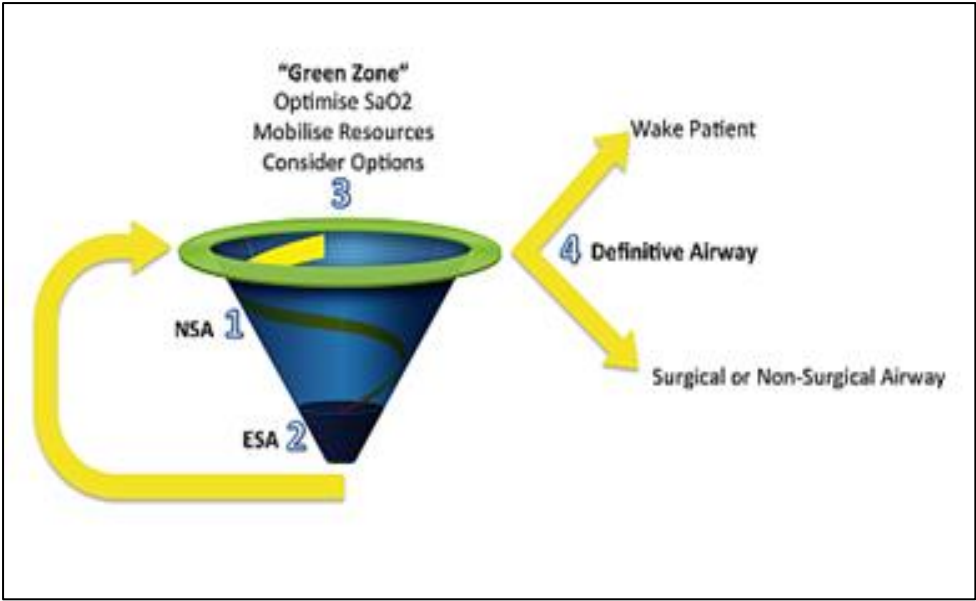 “Green Zone”
Optimise SaO2
Mobilise Resources
Consider Options
3
Wake Patient
4 Definitive Airway
NSA 1
Surgical or Non-Surgical Airway
ESA 2